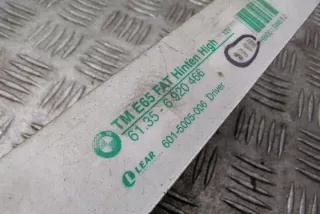 TM E65 FAT Hinten High
61.35 - 6 920 466
LEAR
601-5005-006 Driver